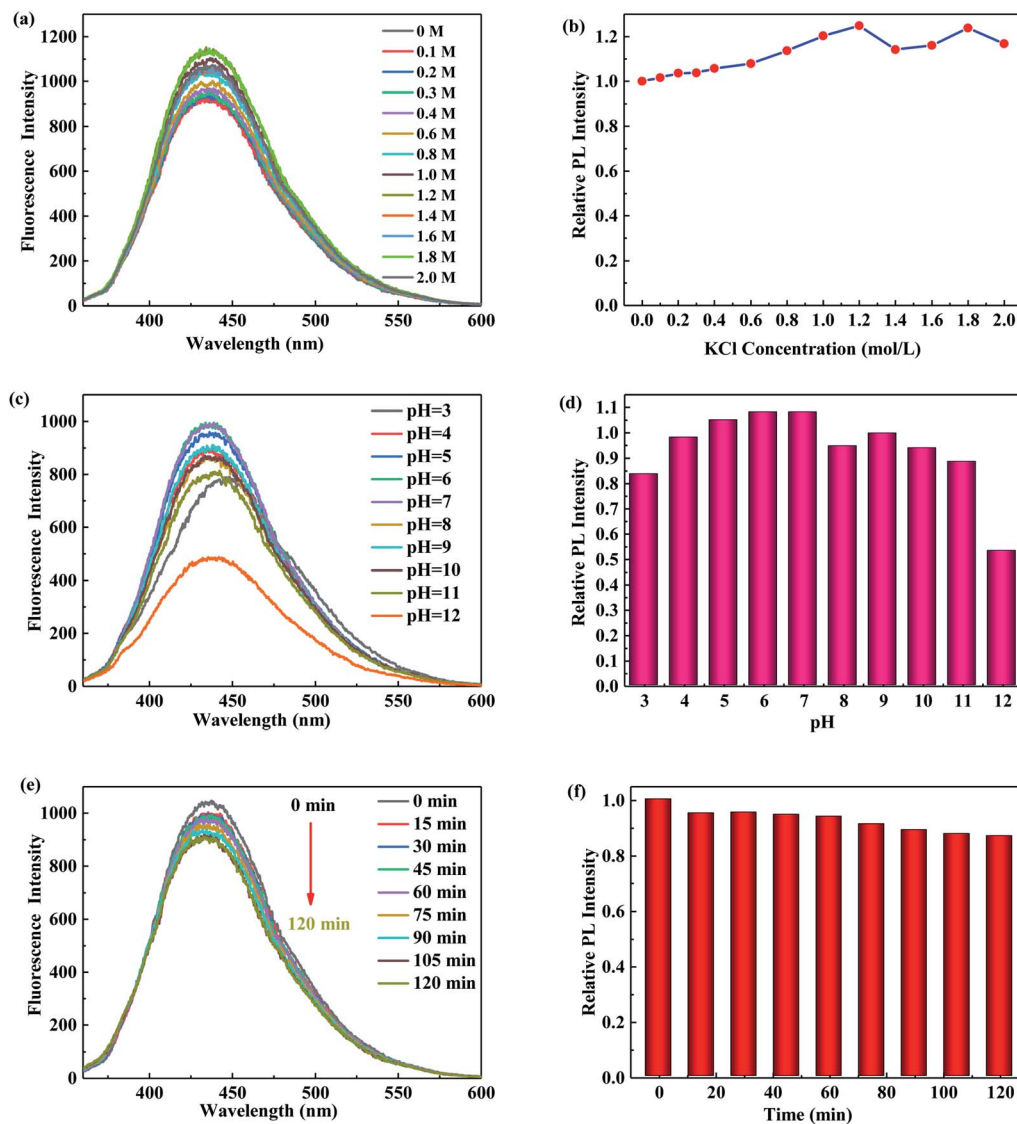 (a)
Fluorescence Intensity
1200
1000
800
600
400
200
0
400
450
500
550
600
Wavelength (nm)
0 M
0.1 M
0.2 M
0.3 M
0.4 M
0.6 M
0.8 M
1.0 M
1.2 M
1.4 M
1.6 M
1.8 M
2.0 M
(b)
Relative PL Intensity
1.2
1.0
0.8
0.6
0.4
0.2
0.0
0.0 0.2 0.4 0.6 0.8 1.0 1.2 1.4 1.6 1.8 2.0
KCl Concentration (mol/L)
(c)
Fluorescence Intensity
1000
800
600
400
200
0
400
450
500
550
600
Wavelength (nm)
pH=3
pH=4
pH=5
pH=6
pH=7
pH=8
pH=9
pH=10
pH=11
pH=12
(d)
Relative PL Intensity
1.1
1.0
0.9
0.8
0.7
0.6
0.5
0.4
0.3
0.2
0.1
0.0
3 4 5 6 7 8 9 10 11 12
pH
(e)
Fluorescence Intensity
1000
800
600
400
200
0
400
450
500
550
600
Wavelength (nm)
0 min
120 min
0 min
15 min
30 min
45 min
60 min
75 min
90 min
105 min
120 min
(f)
Relative PL Intensity
1.0
0.8
0.6
0.4
0.2
0.0
0 20 40 60 80 100 120
Time (min)